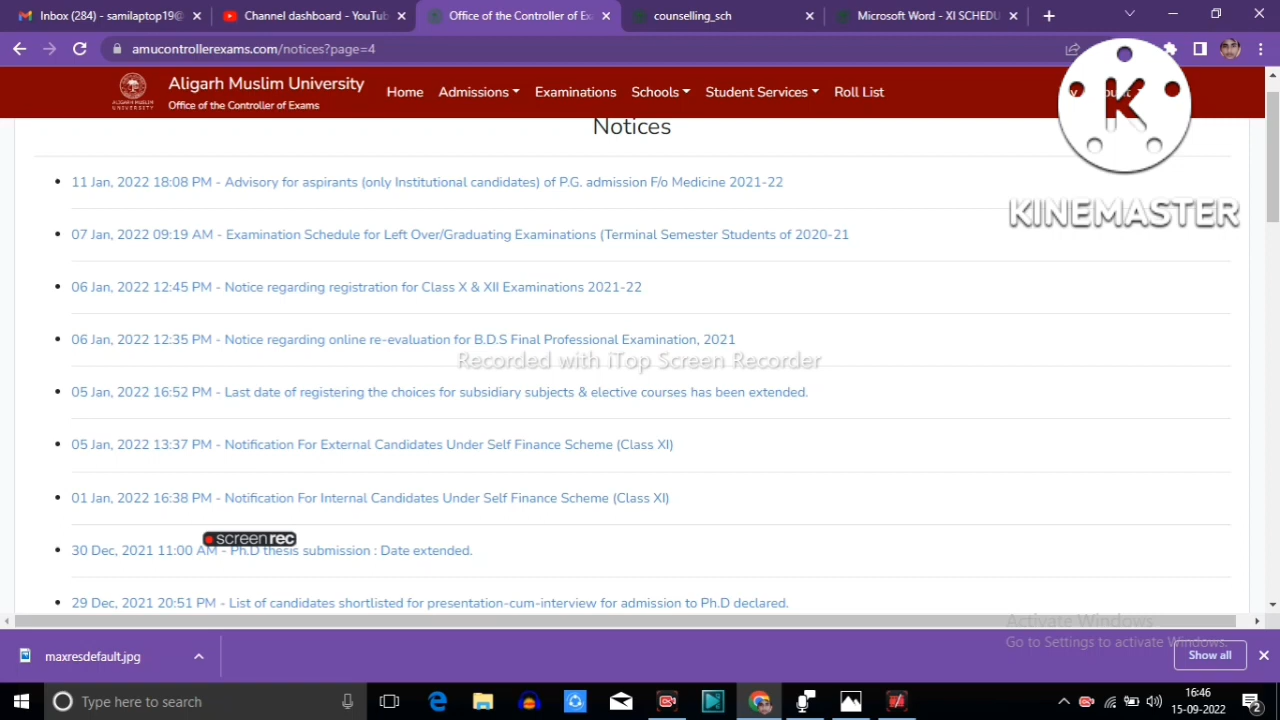 Inbox (284) - samilaptop19@
Channel dashboard - YouTub
Office of the Controller of Ex
counselling_sch
Microsoft Word - XI SCHEDU
amucontrollerexams.com/notices?page=4
ALIGARH MUSLIM UNIVERSITY
Aligarh Muslim University
Office of the Controller of Exams
Home
Admissions
Examinations
Schools
Student Services
Roll List
K
KINEMASTER
Notices
11 Jan, 2022 18:08 PM - Advisory for aspirants (only Institutional candidates) of P.G. admission F/o Medicine 2021-22
07 Jan, 2022 09:19 AM - Examination Schedule for Left Over/Graduating Examinations (Terminal Semester Students of 2020-21
06 Jan, 2022 12:45 PM - Notice regarding registration for Class X & XII Examinations 2021-22
06 Jan, 2022 12:35 PM - Notice regarding online re-evaluation for B.D.S Final Professional Examination, 2021
Recorded with iTop Screen Recorder
05 Jan, 2022 16:52 PM - Last date of registering the choices for subsidiary subjects & elective courses has been extended.
05 Jan, 2022 13:37 PM - Notification For External Candidates Under Self Finance Scheme (Class XI)
01 Jan, 2022 16:38 PM - Notification For Internal Candidates Under Self Finance Scheme (Class XI)
screenrec
30 Dec, 2021 11:00 AM - Ph.D thesis submission : Date extended.
29 Dec, 2021 20:51 PM - List of candidates shortlisted for presentation-cum-interview for admission to Ph.D declared.
Activate Windows
Go to Settings to activate Windows.
maxresdefault.jpg
Show all
Type here to search
16:46
15-09-2022
2